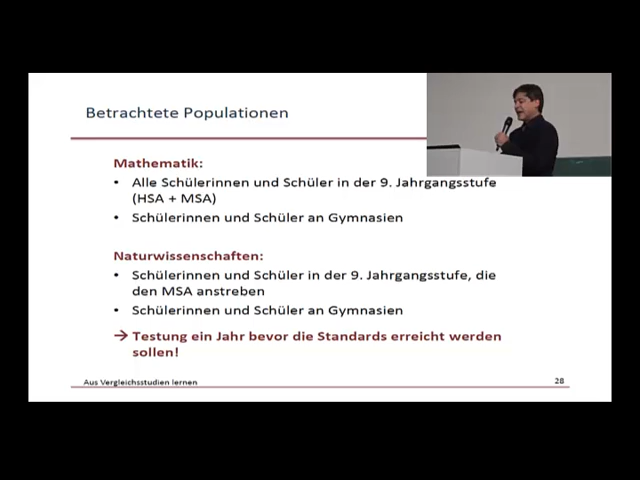 Betrachtete Populationen
Mathematik:
• Alle Schülerinnen und Schüler in der 9. Jahrgangsstufe
(HSA + MSA)
• Schülerinnen und Schüler an Gymnasien
Naturwissenschaften:
• Schülerinnen und Schüler in der 9. Jahrgangsstufe, die
den MSA anstreben
• Schülerinnen und Schüler an Gymnasien
→ Testung ein Jahr bevor die Standards erreicht werden
sollen!
Aus Vergleichsstudien lernen
28